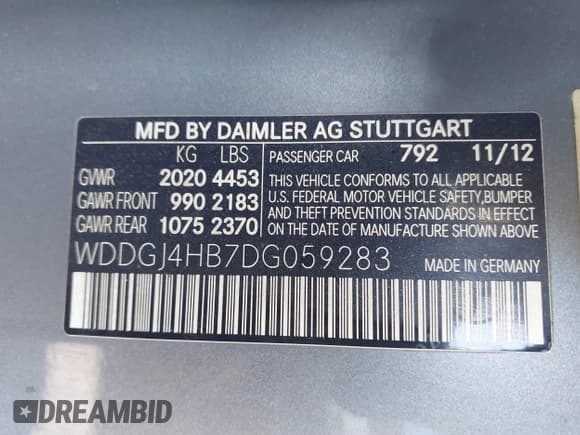 MFD BY DAIMLER AG STUTTGART
KG LBS PASSENGER CAR 792 11/12
GVWR 2020 4453 THIS VEHICLE CONFORMS TO ALL APPLICABLE
GAWR FRONT 990 2183 U.S. FEDERAL MOTOR VEHICLE SAFETY,BUMPER
AND THEFT PREVENTION STANDARDS IN EFFECT
GAWR REAR 1075 2370 ON THE DATE OF MANUFACTURE SHOWN ABOVE.
WDDGJ4HB7DG059283 MADE IN GERMANY
DREAMBID